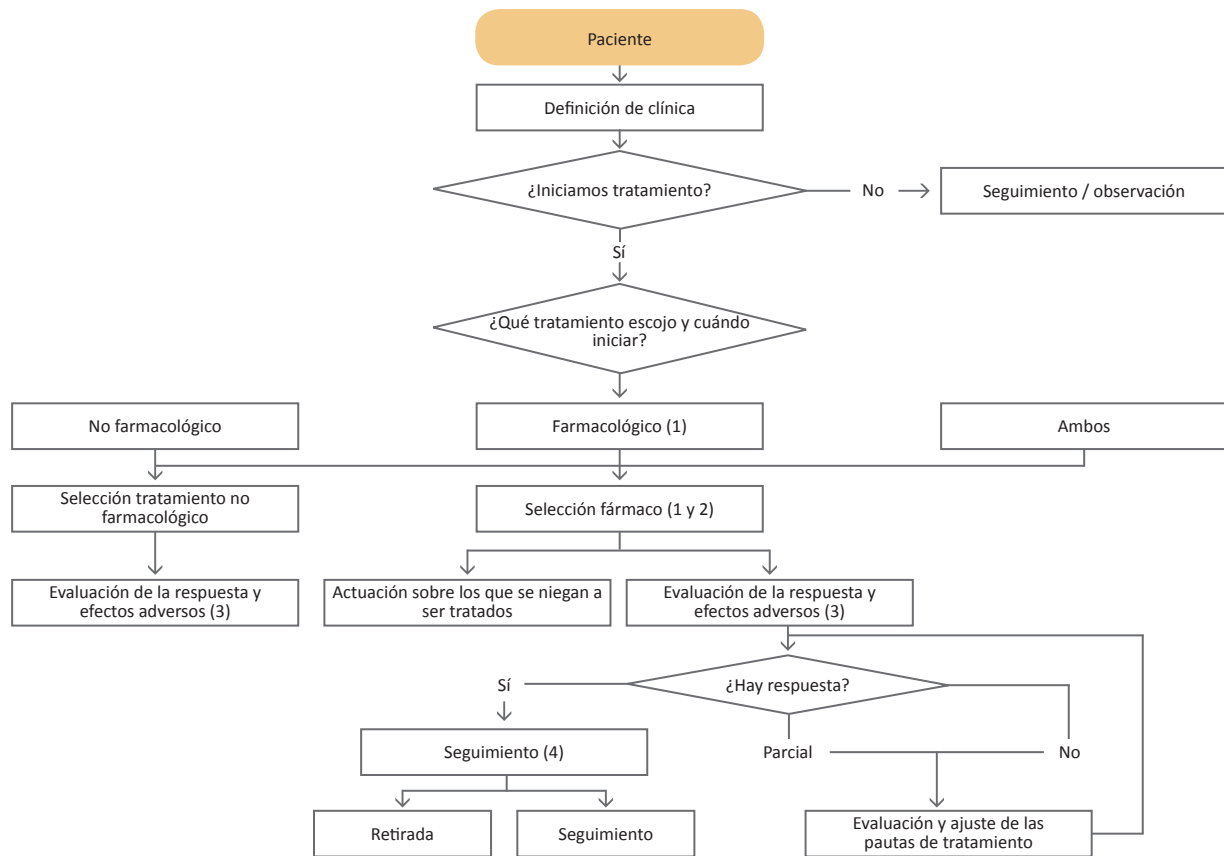 Paciente
Definición de clínica
¿Iniciamos tratamiento?
No
Seguimiento / observación
Sí
¿Qué tratamiento escojo y cuándo
iniciar?
No farmacológico
Farmacológico (1)
Ambos
Selección tratamiento no
farmacológico
Selección fármaco (1 y 2)
Evaluación de la respuesta y
efectos adversos (3)
Actuación sobre los que se niegan a
ser tratados
Evaluación de la respuesta y
efectos adversos (3)
¿Hay respuesta?
Sí
Seguimiento (4)
Parcial
No
Retirada
Seguimiento
Evaluación y ajuste de las
pautas de tratamiento